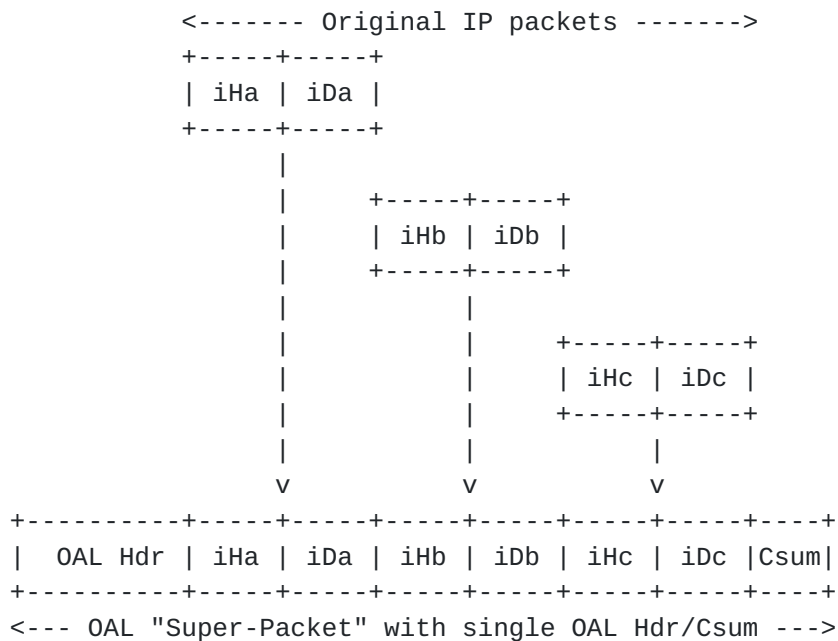 <------- Original IP packets ------->
+-----+-----+
| iHa | iDa |
+-----+-----+
|
| +-----+-----+
| | iHb | iDb |
| +-----+-----+
| |
| | +-----+-----+
| | | iHc | iDc |
| | +-----+-----+
| | |
v v v
+----------+-----+-----+-----+-----+-----+-----+----+
| OAL Hdr | iHa | iDa | iHb | iDb | iHc | iDc |Csum|
+----------+-----+-----+-----+-----+-----+-----+----+
<--- OAL "Super-Packet" with single OAL Hdr/Csum --->